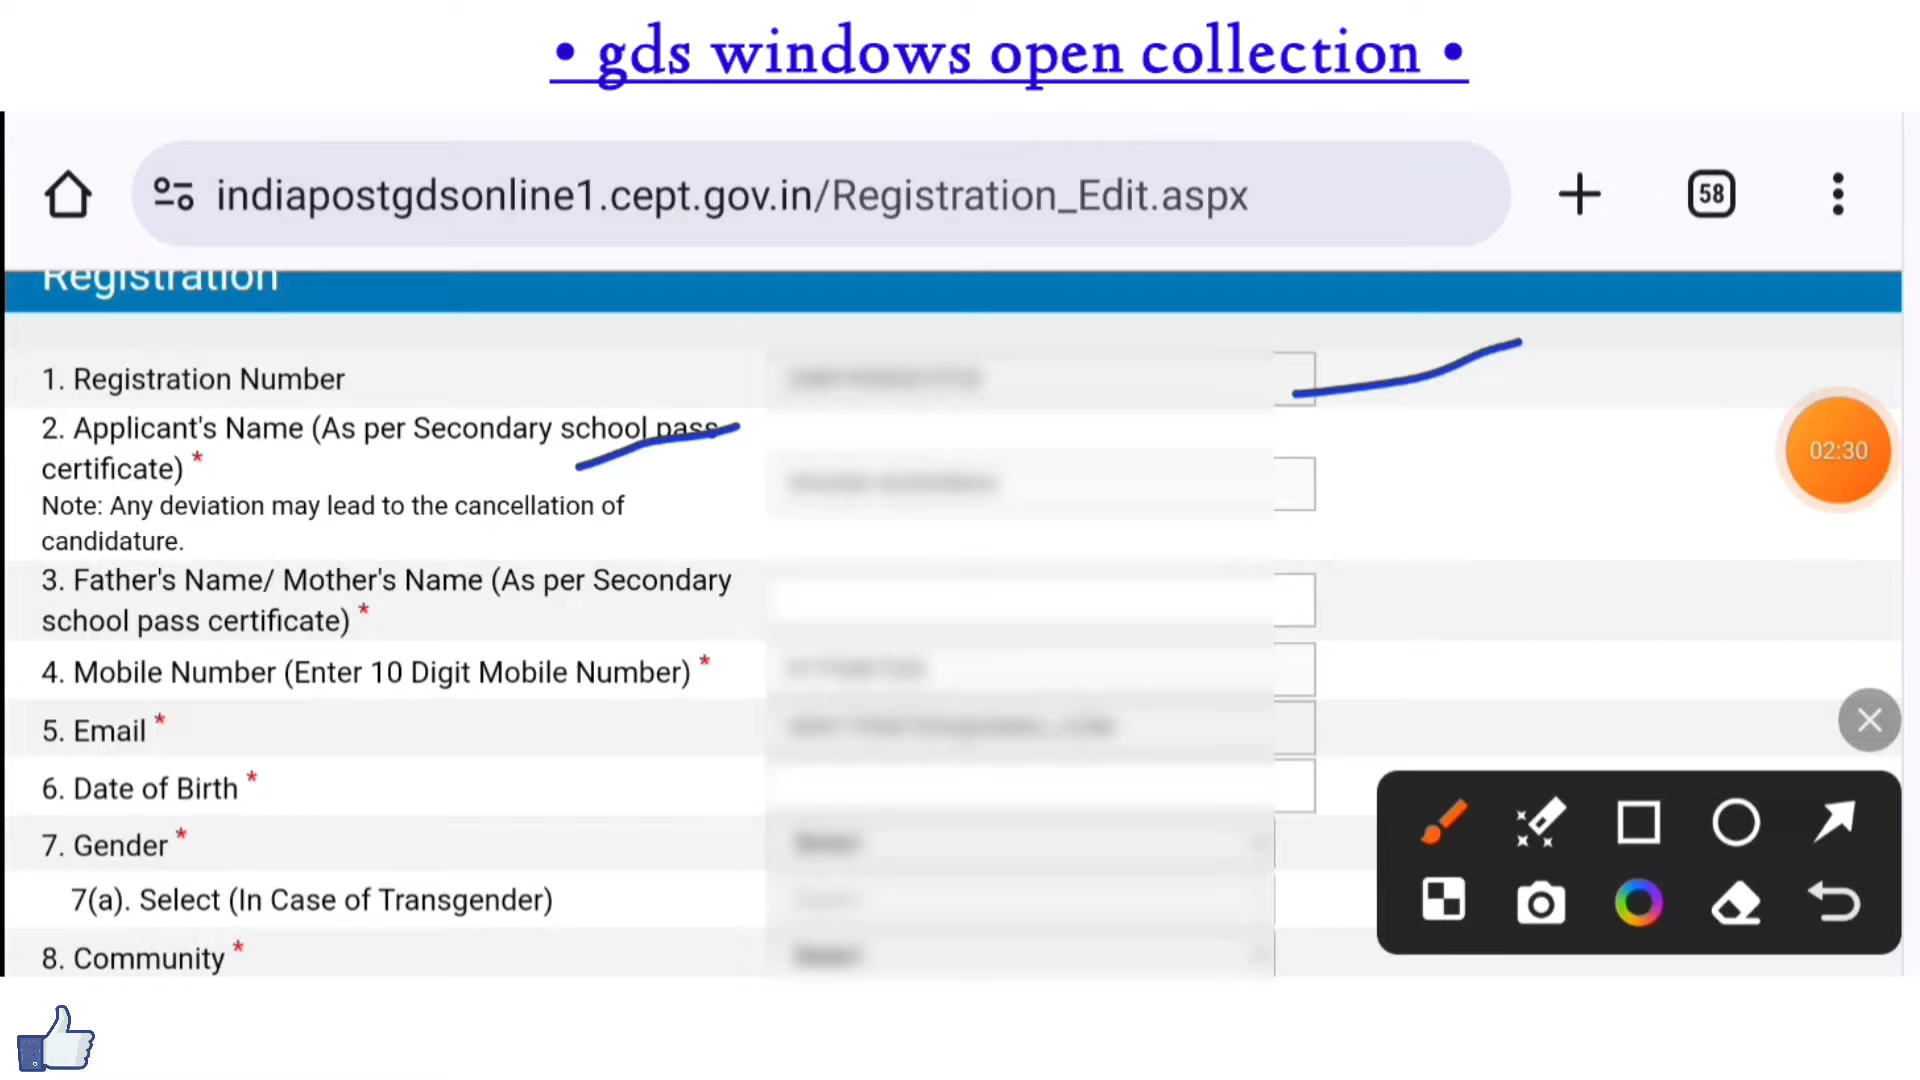 • gds windows open collection •
indiapostgdsonline1.cept.gov.in/Registration_Edit.aspx
58
Registration
1. Registration Number
2. Applicant's Name (As per Secondary school pass
certificate) *
Note: Any deviation may lead to the cancellation of
candidature.
02:30
3. Father's Name/ Mother's Name (As per Secondary
school pass certificate) *
4. Mobile Number (Enter 10 Digit Mobile Number) *
5. Email *
6. Date of Birth *
7. Gender *
7(a). Select (In Case of Transgender)
8. Community *